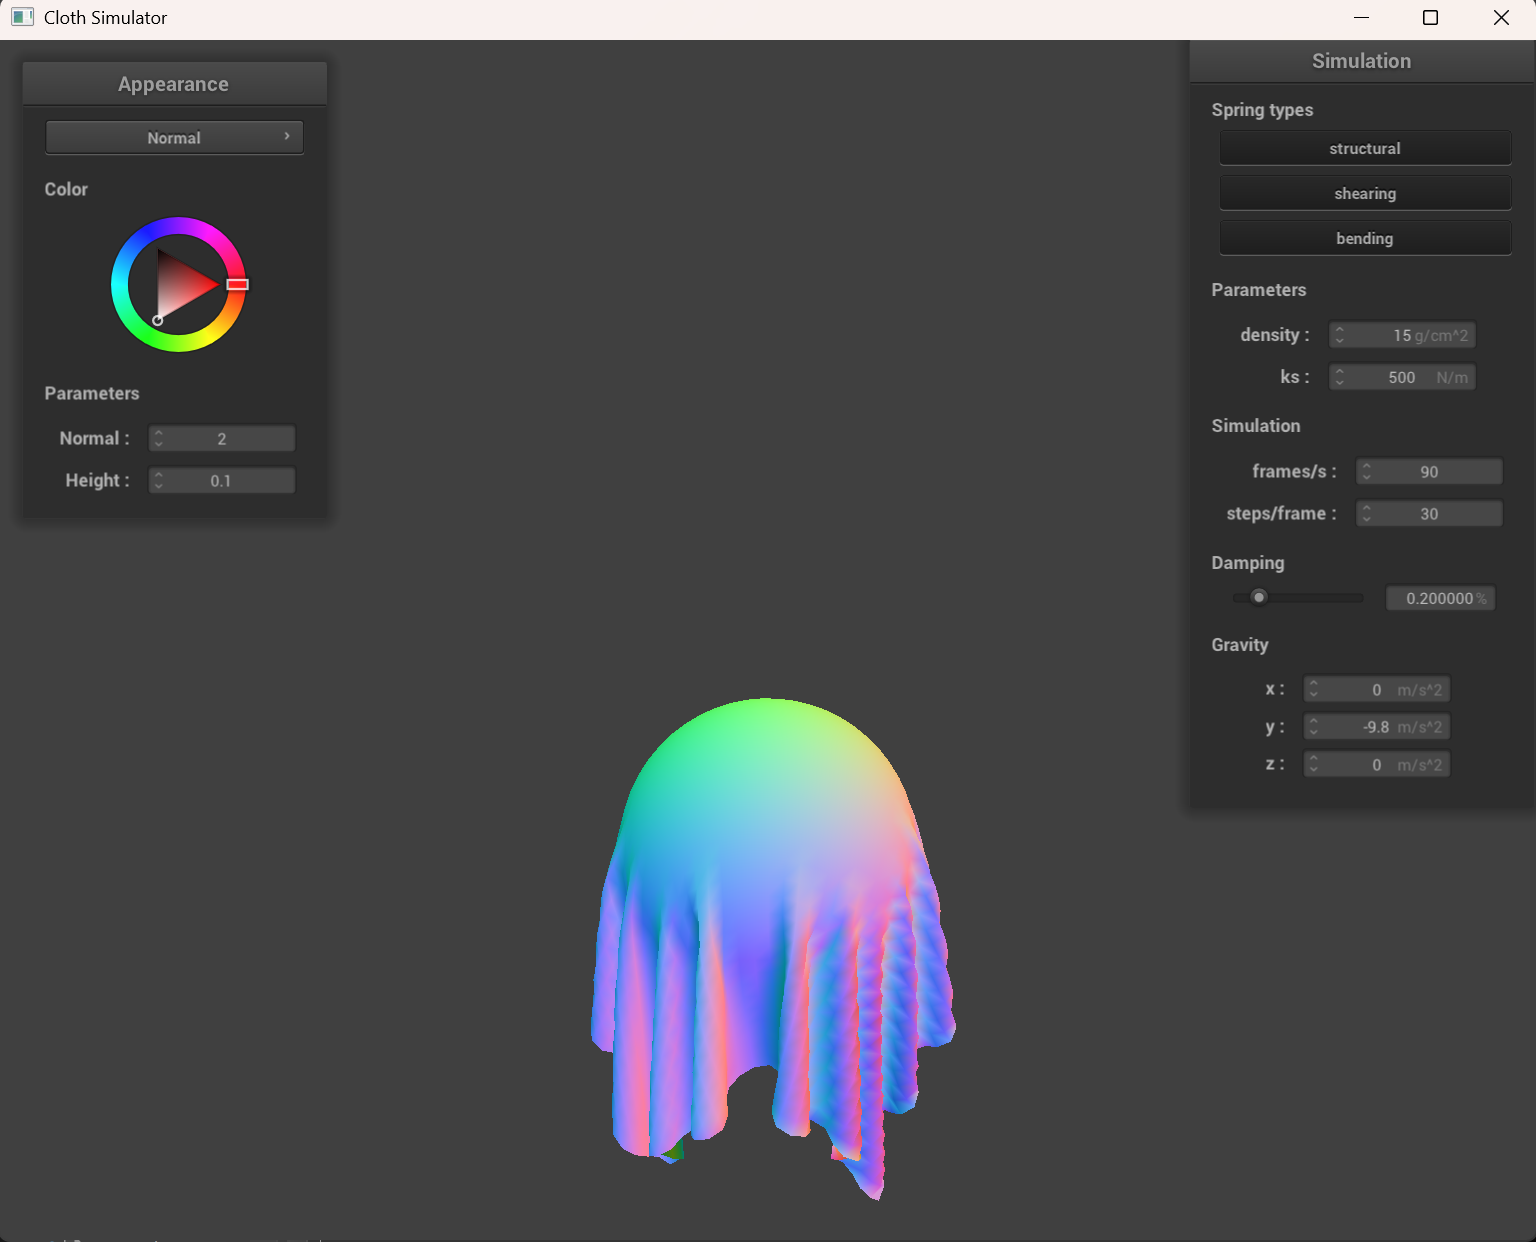 Cloth Simulator
Appearance
Normal
Color
Parameters
Normal : 2
Height : 0.1
Simulation
Spring types
structural
shearing
bending
Parameters
density : 15 g/cm^2
ks : 500 N/m
Simulation
frames/s : 90
steps/frame : 30
Damping
0.200000 %
Gravity
x : 0 m/s^2
y : -9.8 m/s^2
z : 0 m/s^2